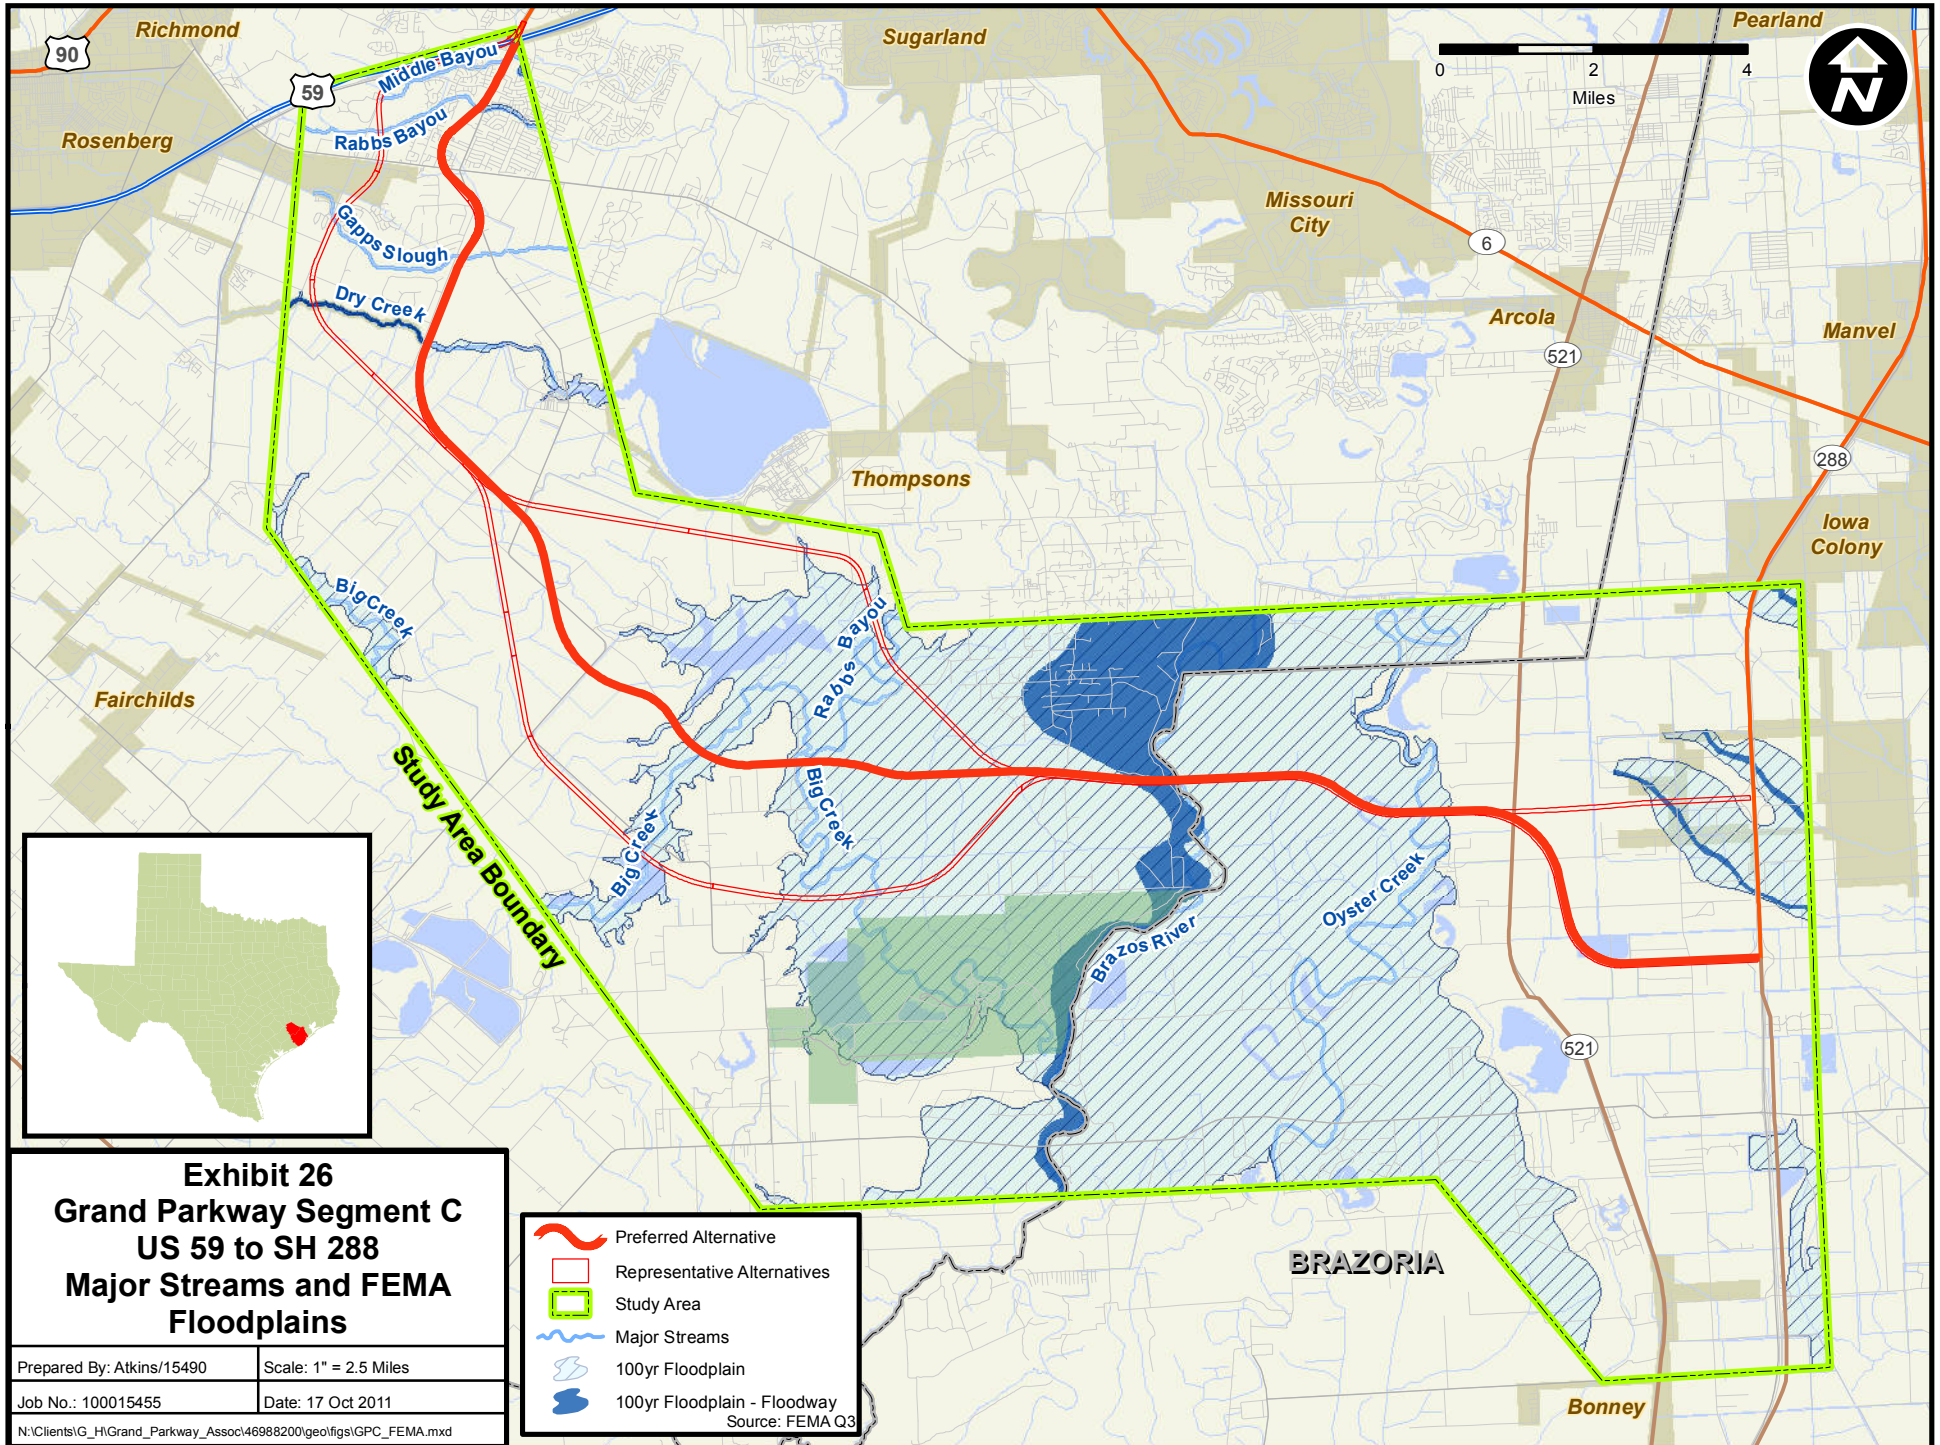 Richmond
Sugarland
Pearland
90
59
Middle Bayou
Rabbs Bayou
Rosenberg
0 2 4
Miles
N
Missouri
City
6
Gapps Slough
Dry Creek
Arcola
521
Manvel
288
Thompsons
Iowa
Colony
Big Creek
Rabbs Bayou
Fairchilds
Study Area Boundary
Big Creek
Big Creek
Oyster Creek
Brazos River
521
BRAZORIA
Bonney
Exhibit 26
Grand Parkway Segment C
US 59 to SH 288
Major Streams and FEMA
Floodplains
Prepared By: Atkins/15490
Scale: 1" = 2.5 Miles
Job No.: 100015455
Date: 17 Oct 2011
N:\Clients\G_H\Grand_Parkway_Assoc\46988200\geo\figs\GPC_FEMA.mxd
Preferred Alternative
Representative Alternatives
Study Area
Major Streams
100yr Floodplain
100yr Floodplain - Floodway
Source: FEMA Q3